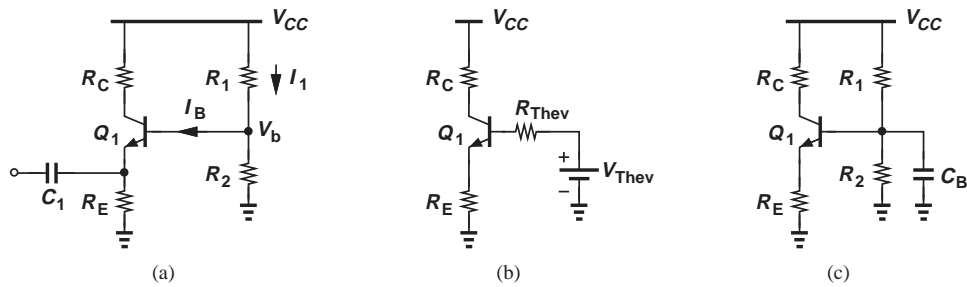 V_CC
R_C
R_1
I_1
I_B
Q_1
V_b
C_1
R_E
R_2
(a)
V_CC
R_C
R_Thev
Q_1
+
−
V_Thev
R_E
(b)
V_CC
R_C
R_1
Q_1
R_2
C_B
R_E
(c)